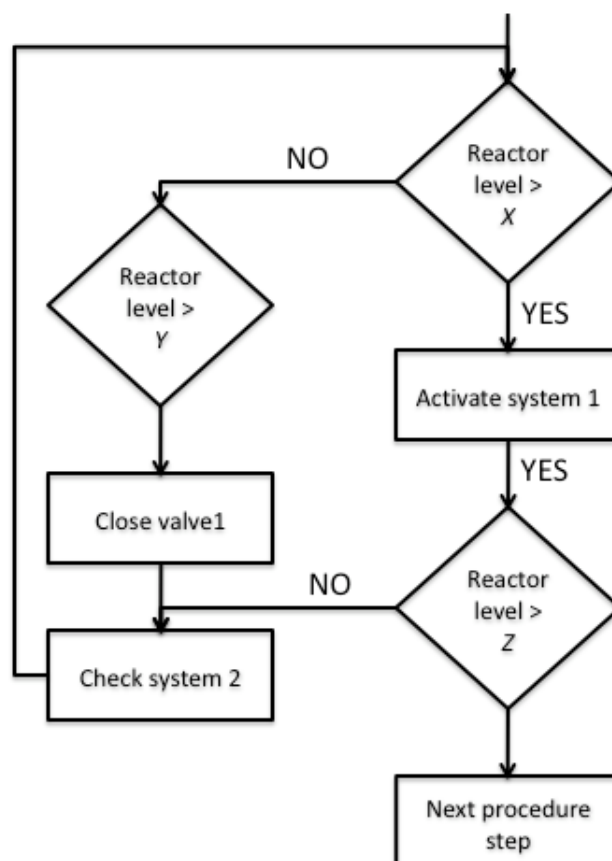 Reactor
level >
X
NO
Reactor
level >
Y
YES
Activate system 1
YES
Close valve1
Reactor
level >
Z
NO
Check system 2
Next procedure
step